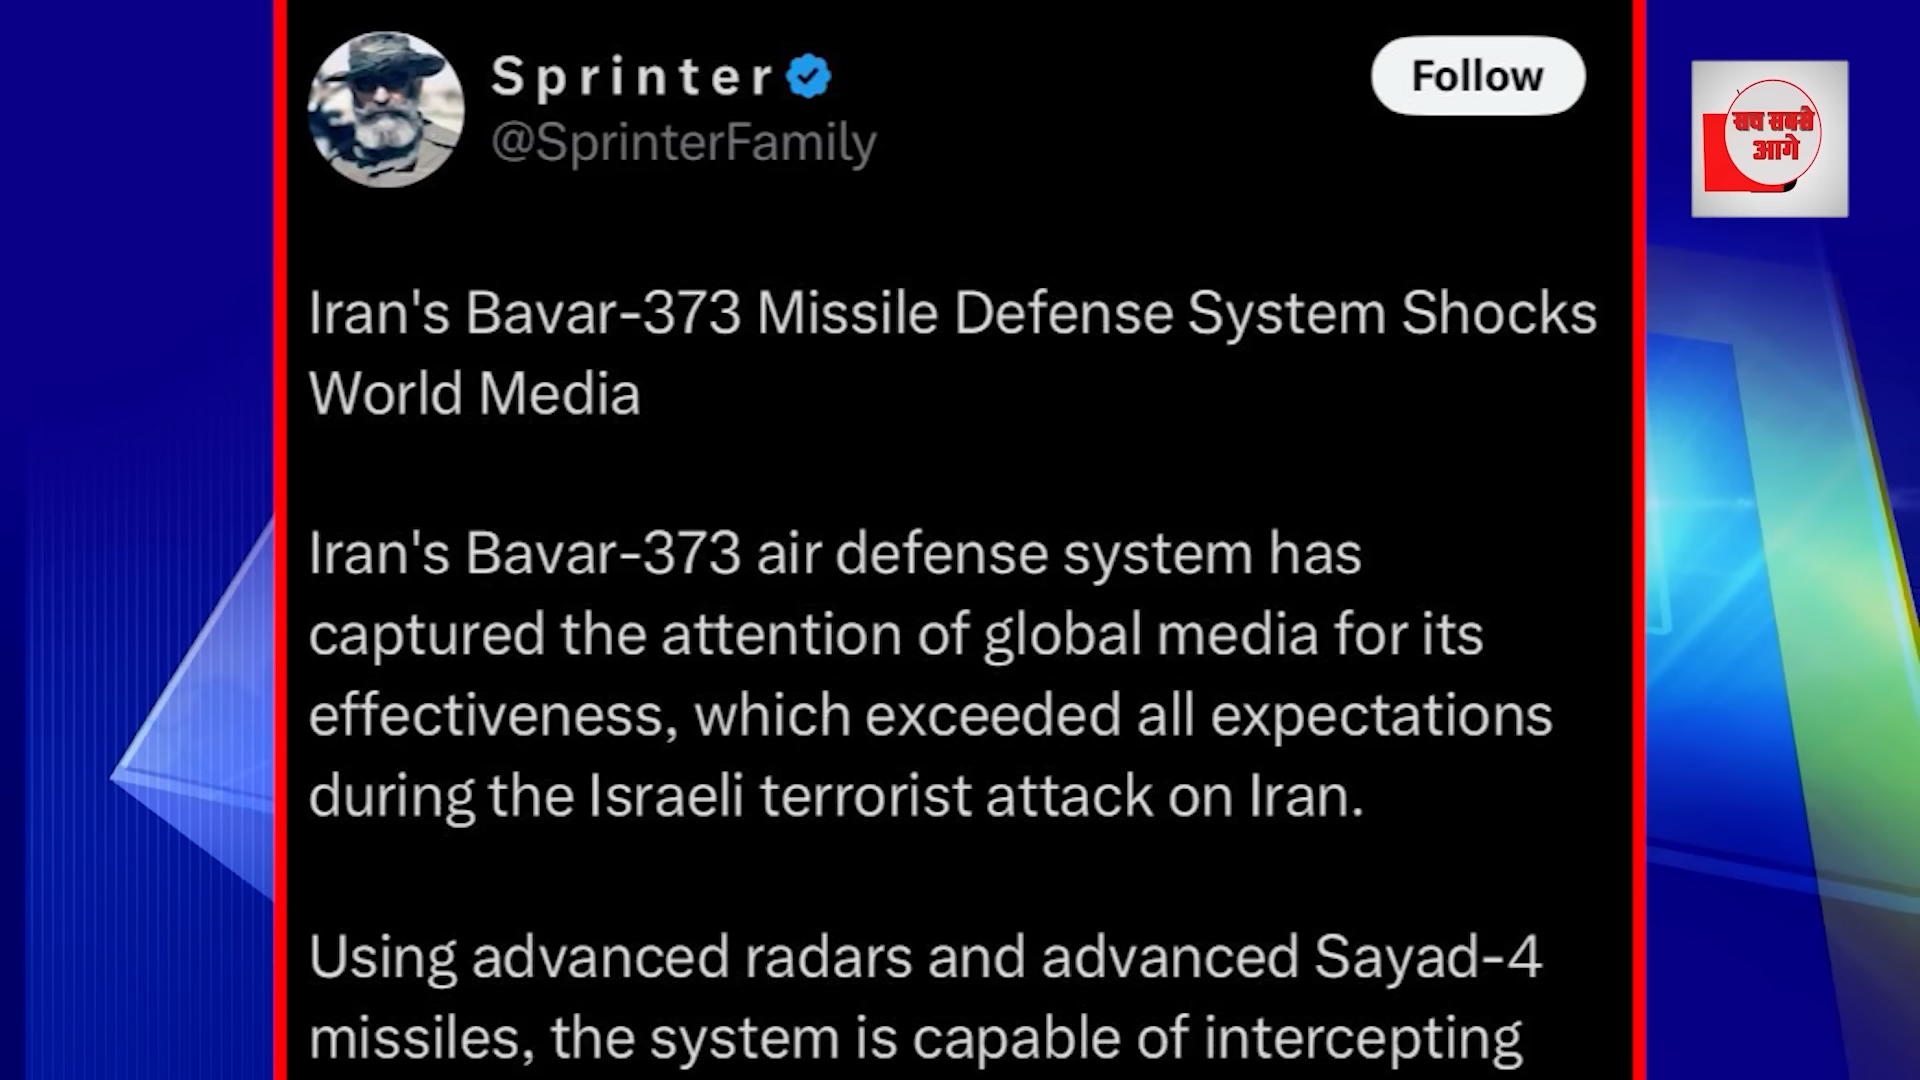 Sprinter
@SprinterFamily
Follow
सच सबसे
आगे
Iran's Bavar-373 Missile Defense System Shocks
World Media
Iran's Bavar-373 air defense system has
captured the attention of global media for its
effectiveness, which exceeded all expectations
during the Israeli terrorist attack on Iran.
Using advanced radars and advanced Sayad-4
missiles, the system is capable of intercepting